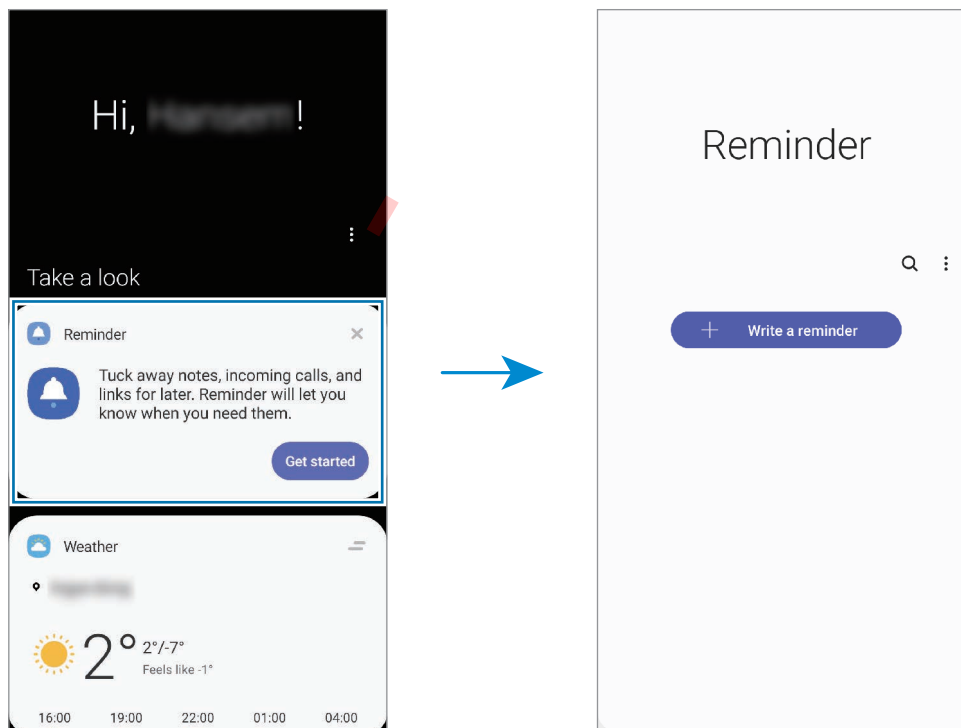 Hi, !
Take a look
Reminder
Tuck away notes, incoming calls, and
links for later. Reminder will let you
know when you need them.
Get started
Weather
2° 2°/-7°
Feels like -1°
16:00 19:00 22:00 01:00 04:00
Reminder
Write a reminder